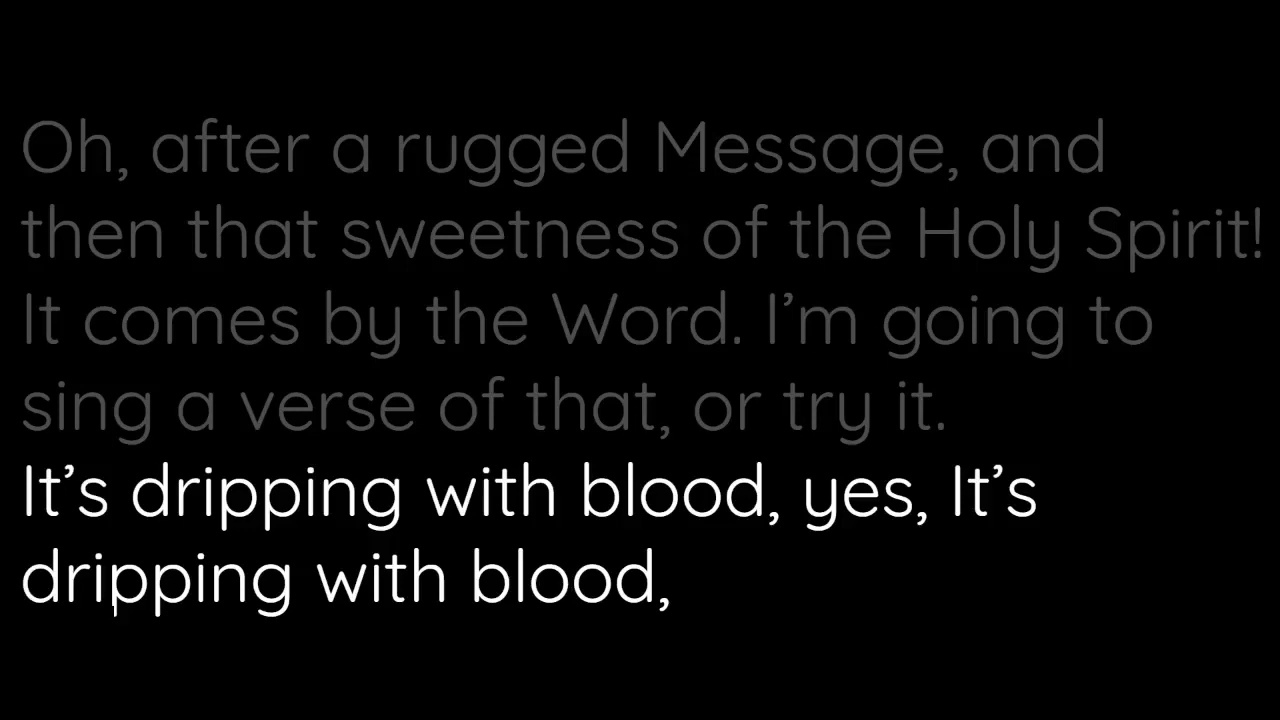 Oh, after a rugged Message, and
then that sweetness of the Holy Spirit!
It comes by the Word. I’m going to
sing a verse of that, or try it.
It’s dripping with blood, yes, It’s
dripping with blood,